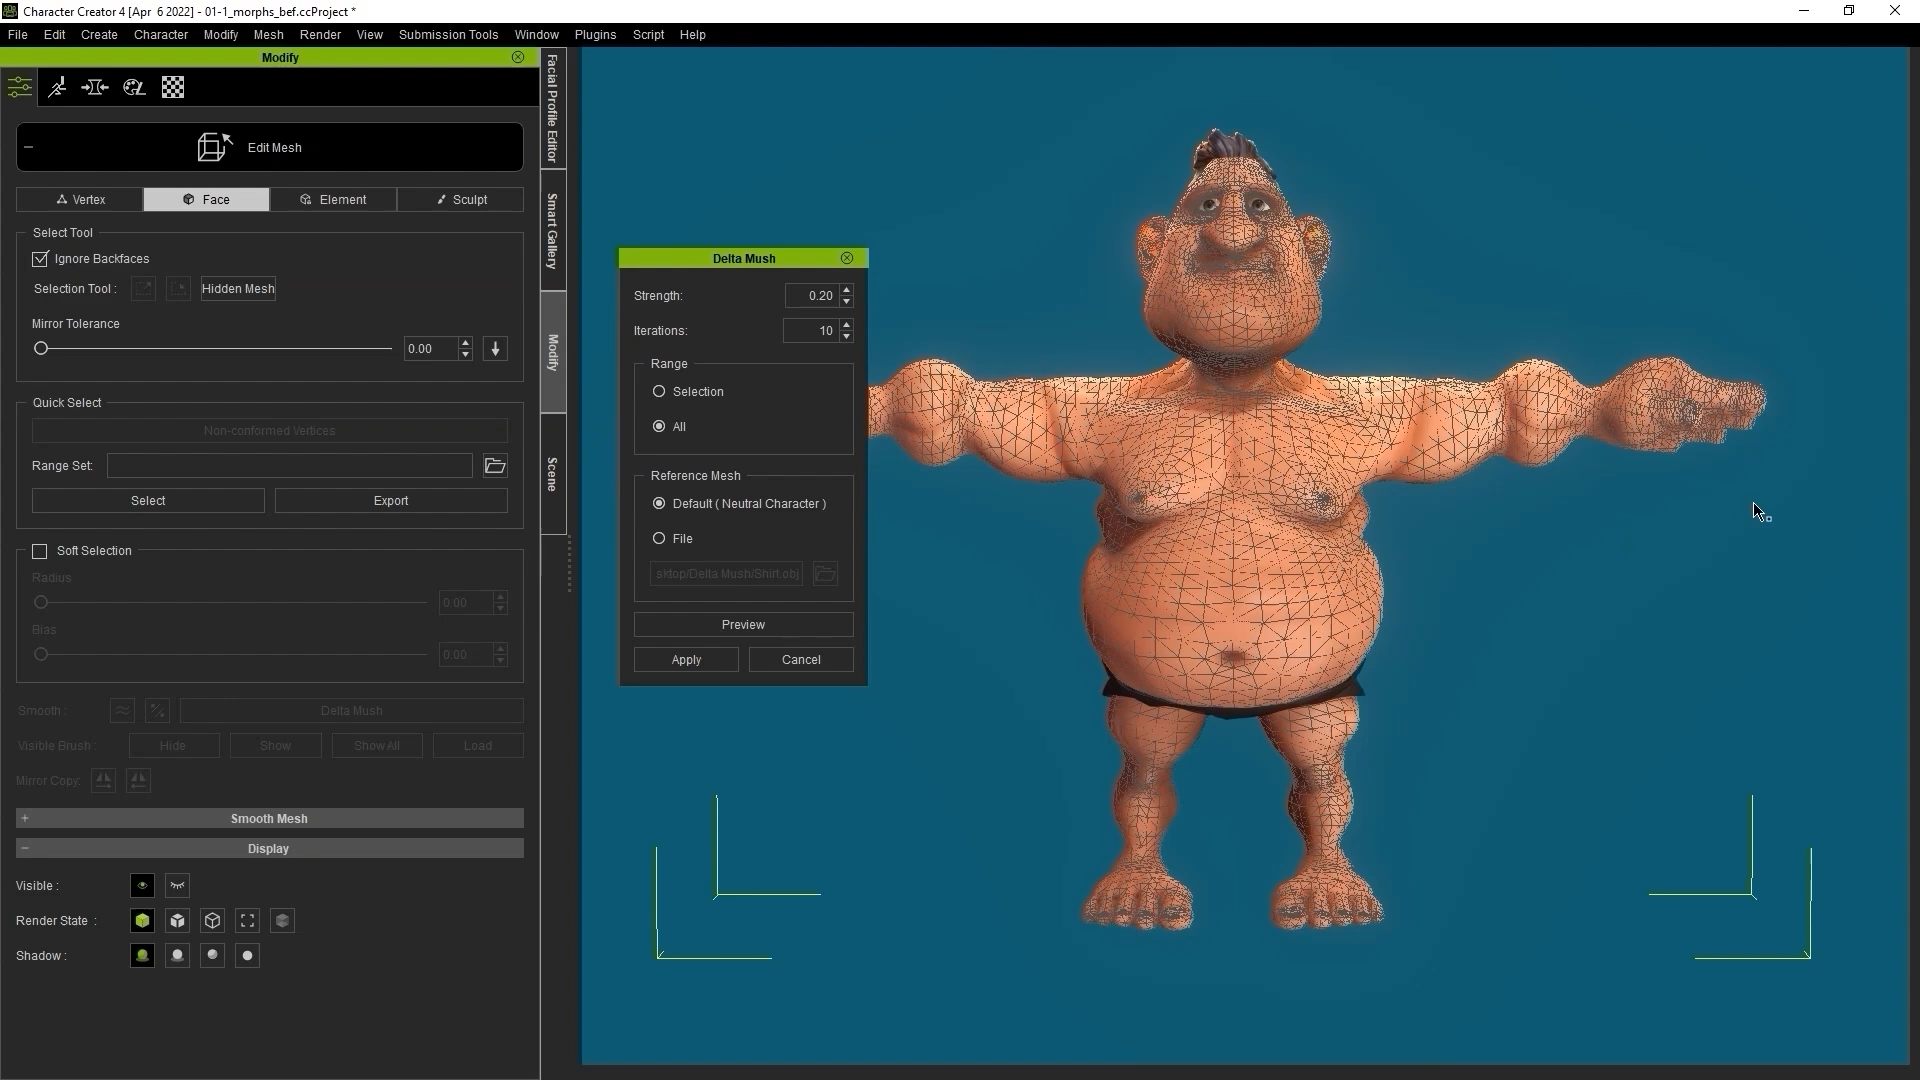 Character Creator 4 [Apr  6 2022] - 01-1_morphs_bef.ccProject *
File Edit Create Character Modify Mesh Render View Submission Tools Window Plugins Script Help
Modify
Edit Mesh
Vertex Face Element Sculpt
Select Tool
Ignore Backfaces
Selection Tool : Hidden Mesh
Mirror Tolerance
0.00
Quick Select
Non-conformed Vertices
Range Set:
Select Export
Soft Selection
Radius
0.00
Bias
0.00
Smooth : Delta Mush
Visible Brush : Hide Show Show All Load
Mirror Copy:
Smooth Mesh
Display
Visible :
Render State :
Shadow :
Facial Profile Editor
Smart Gallery
Modify
Scene
Delta Mush
Strength: 0.20
Iterations: 10
Range
Selection
All
Reference Mesh
Default ( Neutral Character )
File
sktop/Delta Mush/Shirt.obj
Preview
Apply Cancel